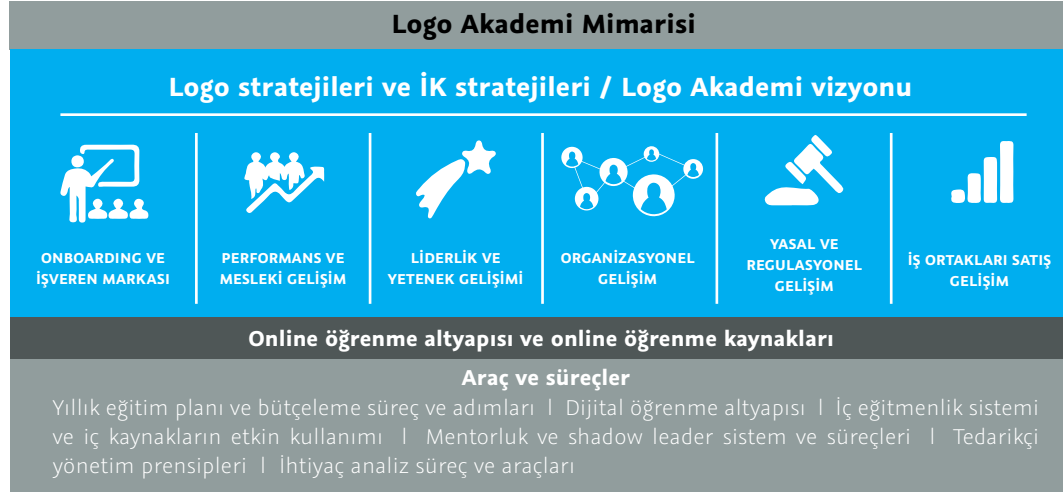 Logo Akademi Mimarisi
Logo stratejileri ve İK stratejileri / Logo Akademi vizyonu
ONBOARDING VE
İŞVEREN MARKASI
PERFORMANS VE
MESLEKİ GELİŞİM
LİDERLİK VE
YETENEK GELİŞİMİ
ORGANİZASYONEL
GELİŞİM
YASAL VE
REGULASYONEL
GELİŞİM
İŞ ORTAKLARI SATIŞ
GELİŞİM
Online öğrenme altyapısı ve online öğrenme kaynakları
Araç ve süreçler
Yıllık eğitim planı ve bütçeleme süreç ve adımları l Dijital öğrenme altyapısı l İç eğitmenlik sistemi
ve iç kaynakların etkin kullanımı l Mentorluk ve shadow leader sistem ve süreçleri l Tedarikçi
yönetim prensipleri l İhtiyaç analiz süreç ve araçları